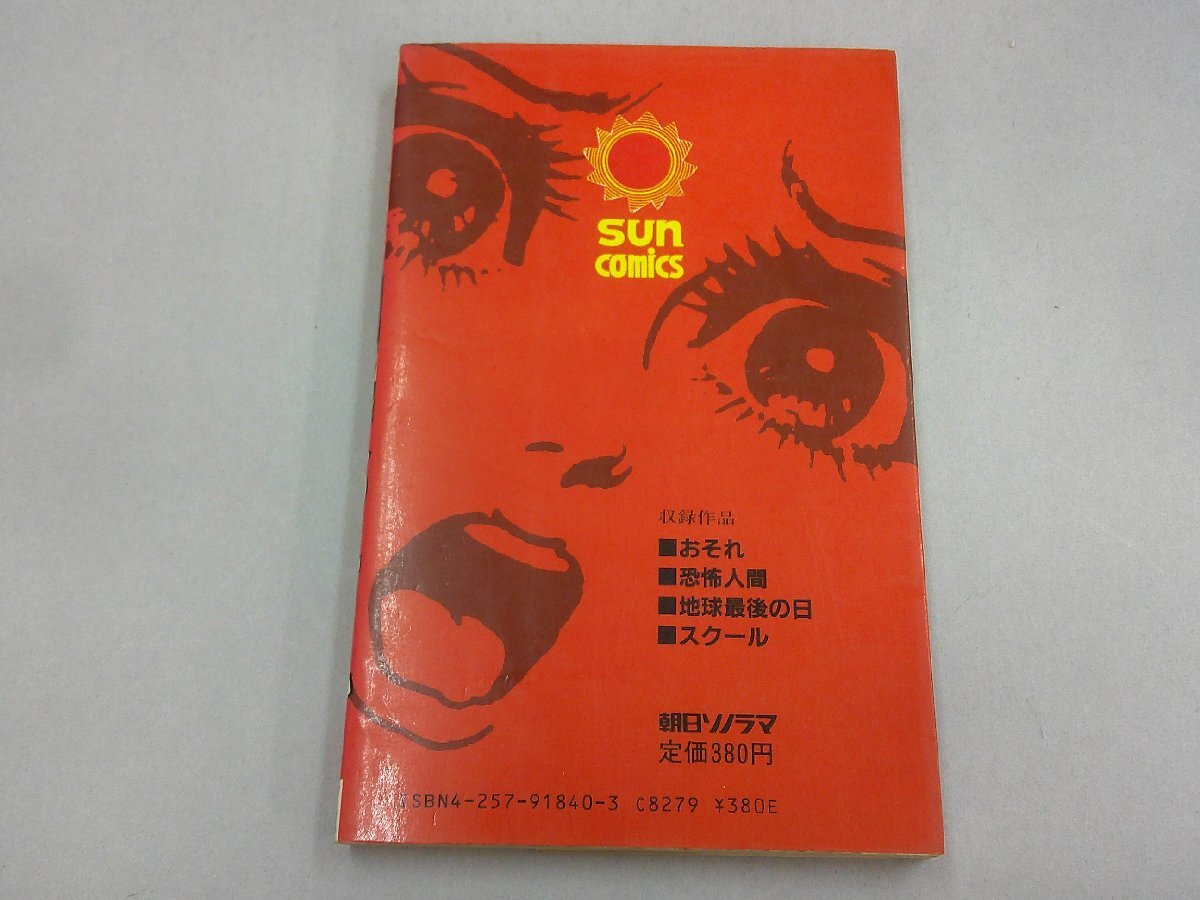 sun
comics
収録作品
■おそれ
■恐怖人間
■地球最後の日
■スクール
朝日ソノラマ
定価380円
ISBN4-257-91840-3 C8279 ¥380E